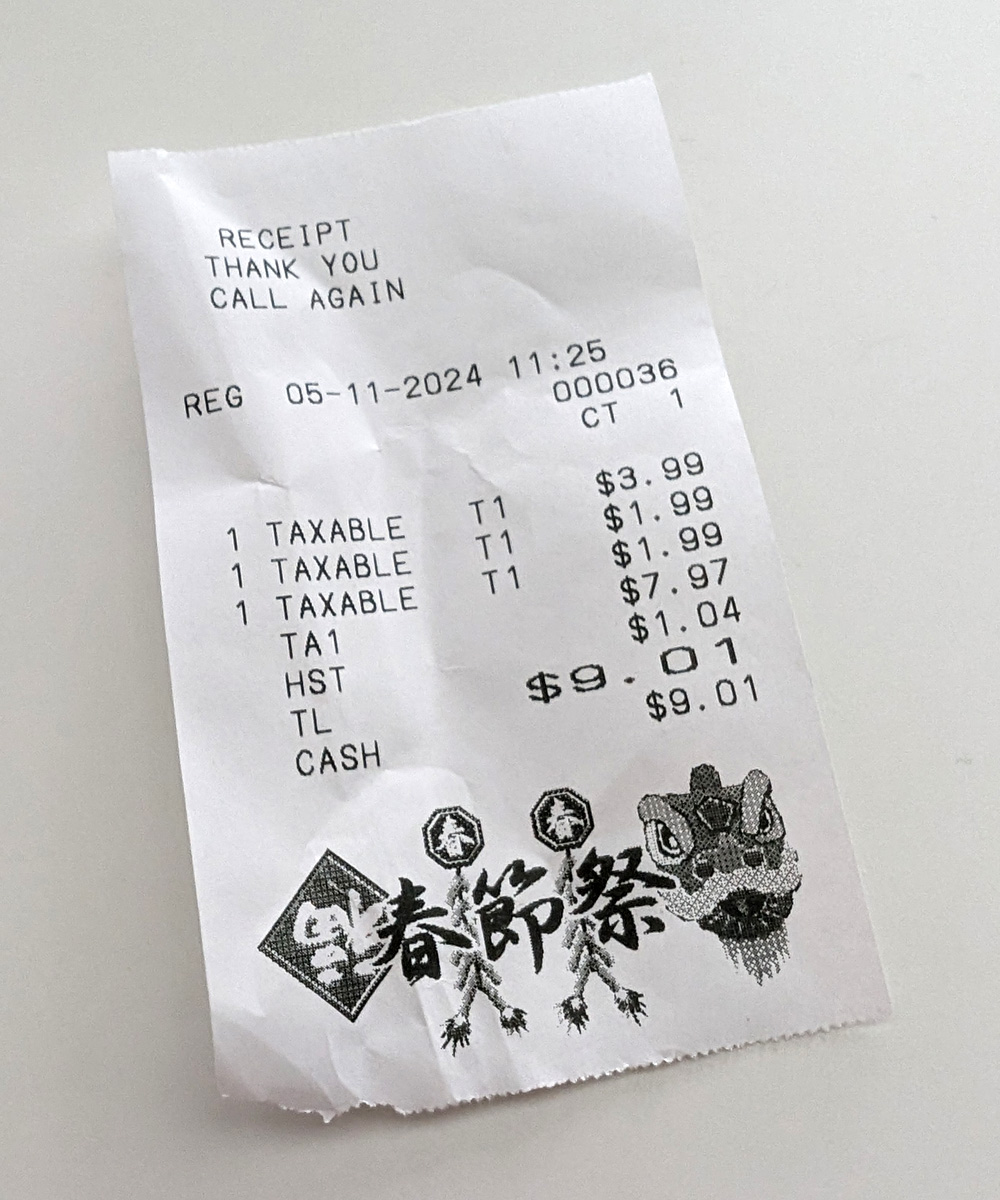 RECEIPT
THANK YOU
CALL AGAIN
REG 05-11-2024 11:25
000036
CT 1
1 TAXABLE T1 $3.99
1 TAXABLE T1 $1.99
1 TAXABLE T1 $1.99
TA1 $7.97
HST $1.04
TL $9.01
CASH $9.01
春 春
福
春節祭